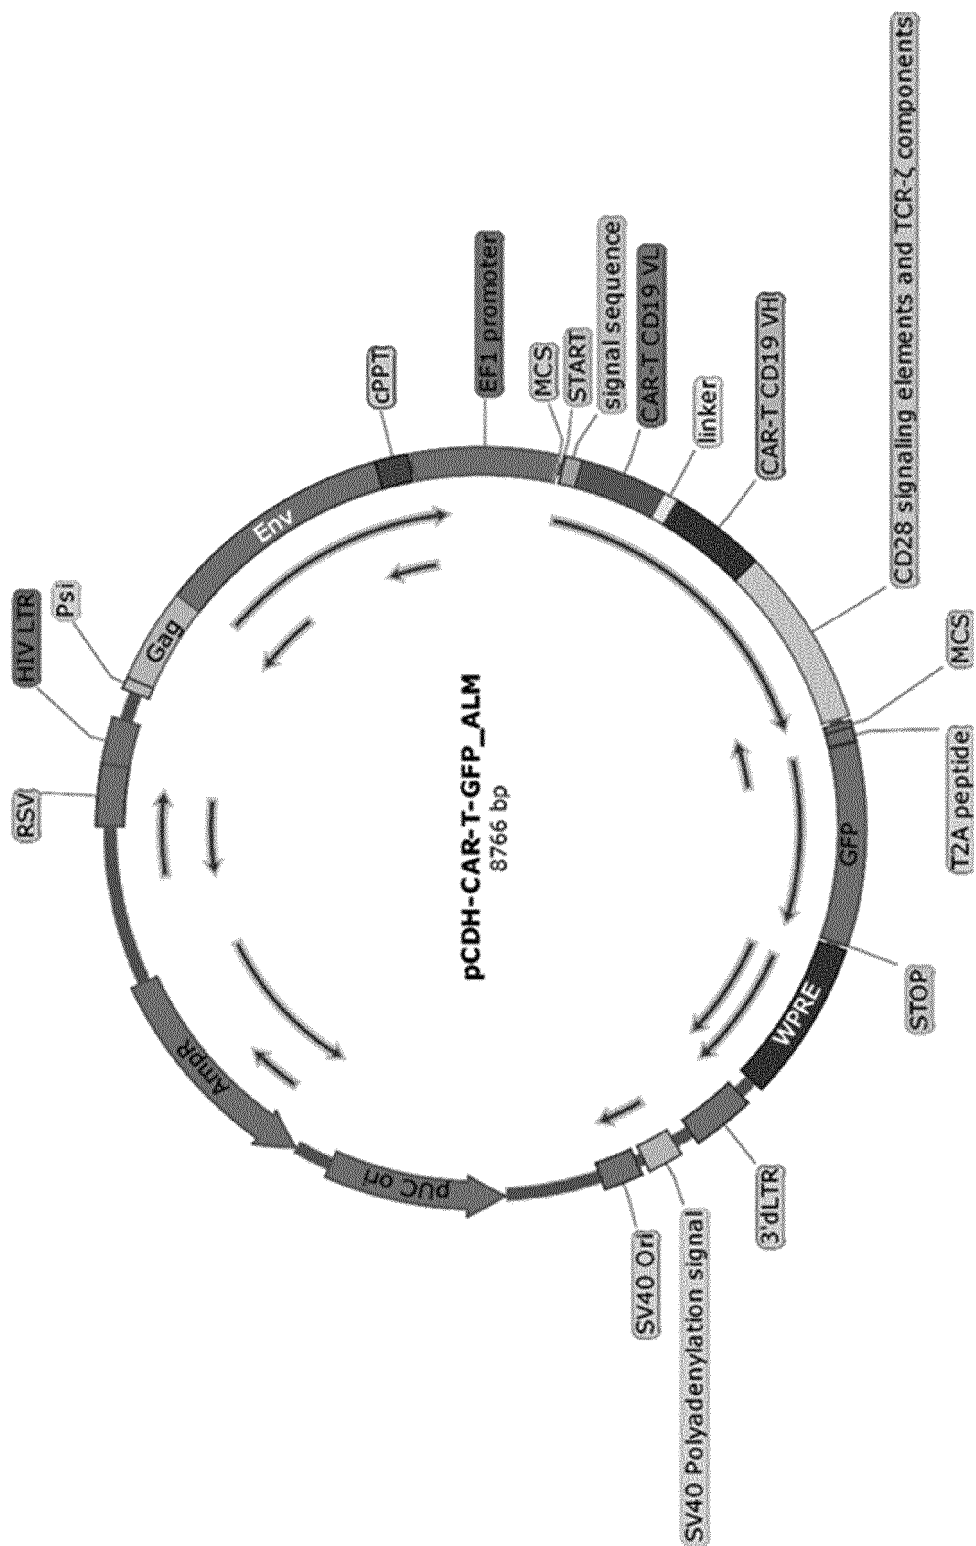 pCDH-CAR-T-GFP_ALM
8766 bp
RSV
HIV LTR
Psi
Gag
Env
cPPT
EF1 promoter
MCS
START
signal sequence
CAR-T CD19 VL
linker
CAR-T CD19 VH
CD28 signaling elements and TCR-ζ components
MCS
T2A peptide
GFP
STOP
WPRE
3'dLTR
SV40 Polyadenylation signal
SV40 Ori
pUC ori
AmpR